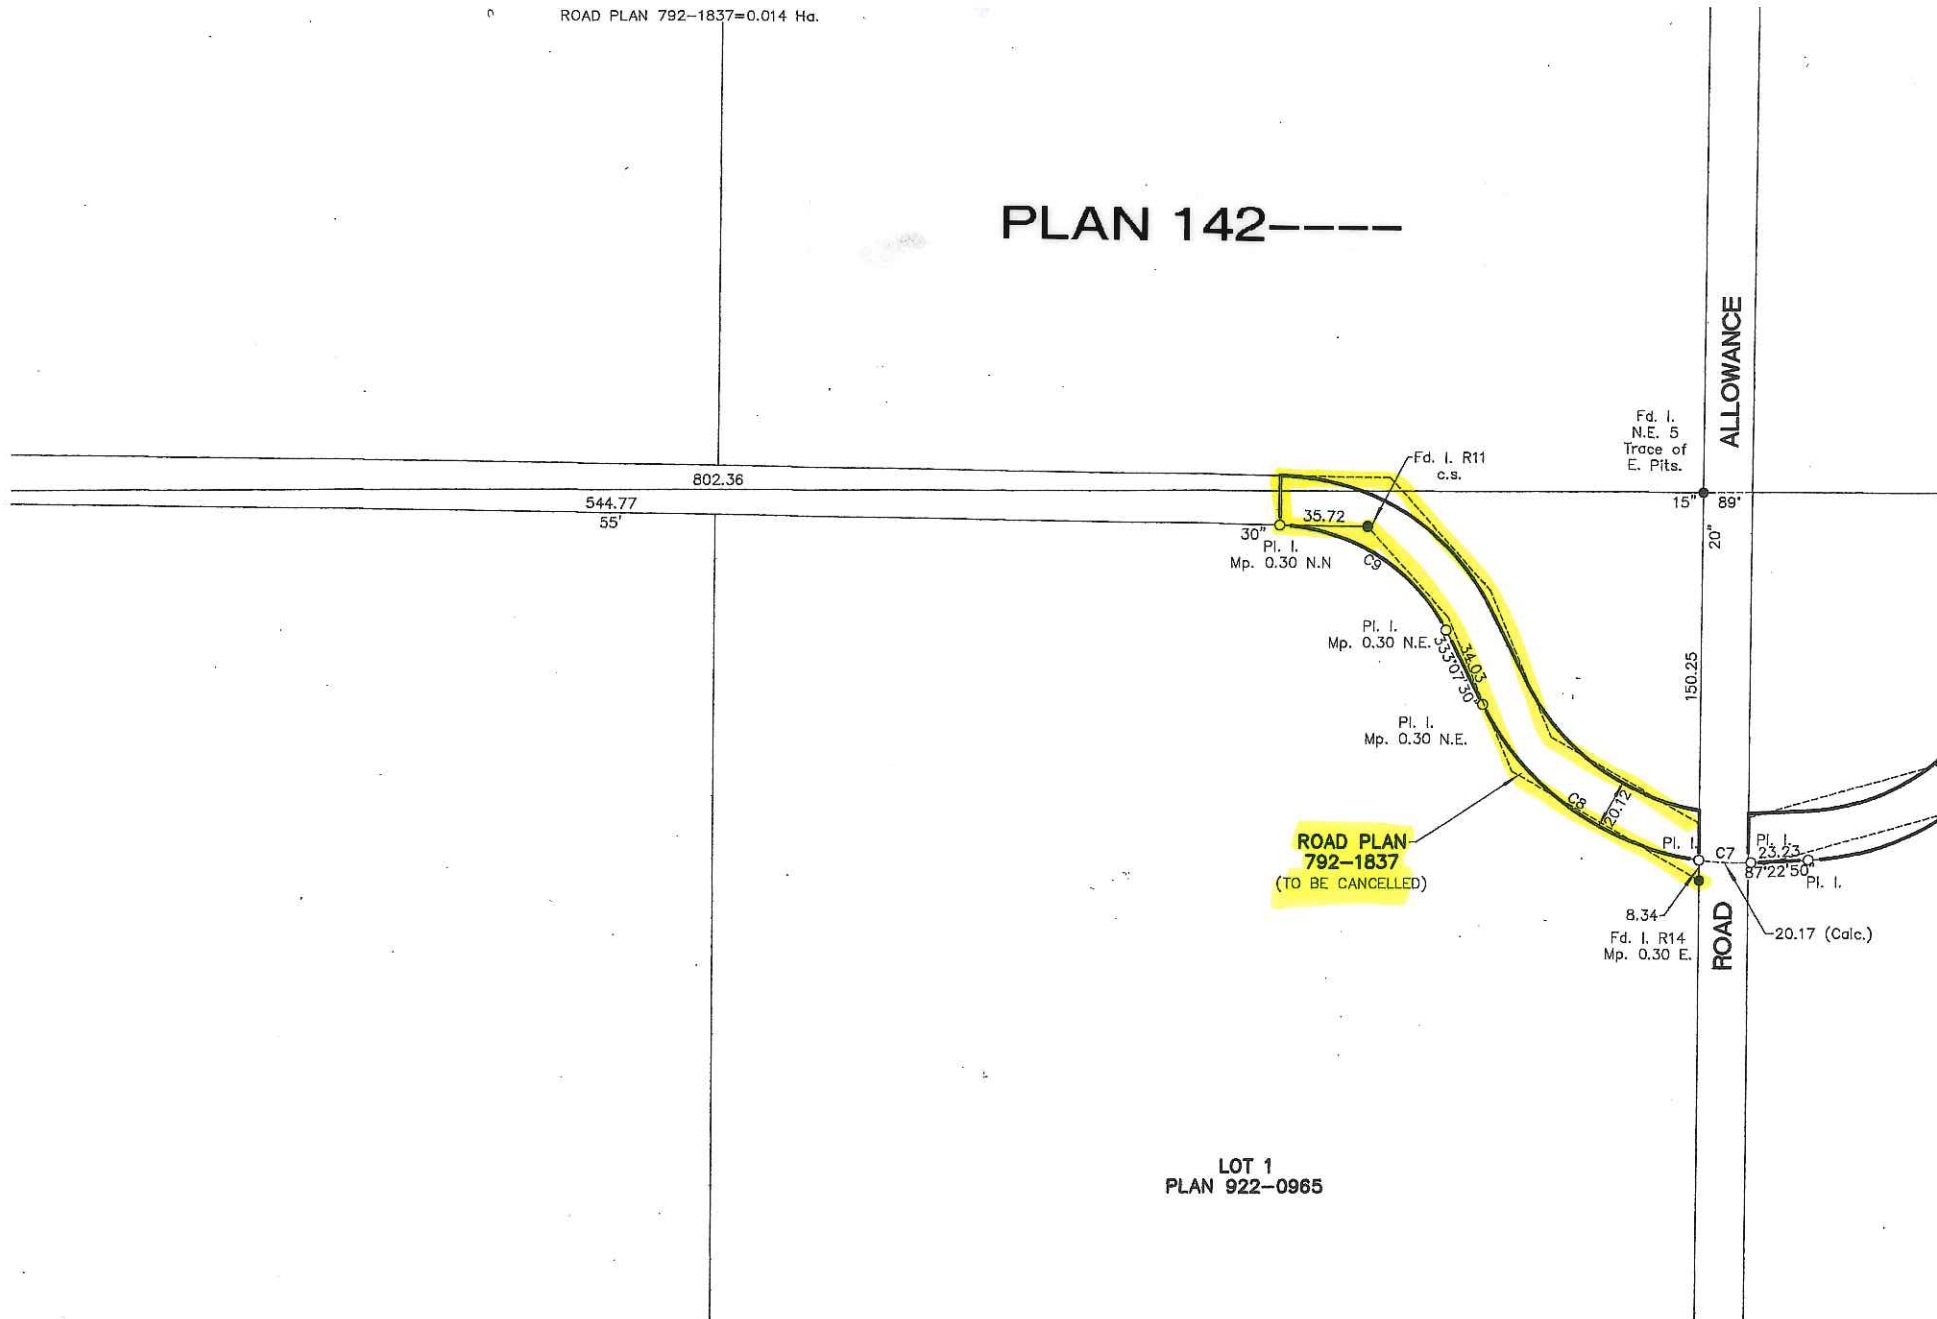 ROAD PLAN 792-1837=0.014 Ha.
PLAN 142----
ALLOWANCE
Fd. I.
N.E. 5
Trace of
E. Pits.
Fd. I. R11
c.s.
802.36
544.77
55'
15"
89°
20"
35.72
30"
Pl. I.
Mp. 0.30 N.N
C9
Pl. I.
Mp. 0.30 N.E.
34.03
333°07'30"
150.25
Pl. I.
Mp. 0.30 N.E.
C8
20.12
ROAD PLAN
792-1837
(TO BE CANCELLED)
Pl. I.
C7
Pl. I.
23.23
87°22'50"
Pl. I.
8.34
Fd. I. R14
Mp. 0.30 E.
ROAD
20.17 (Calc.)
LOT 1
PLAN 922-0965